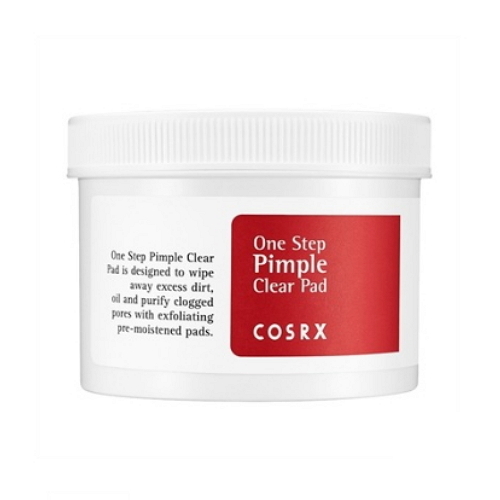 One Step Pimple Clear
Pad is designed to wipe
away excess dirt,
oil and purify clogged
pores with exfoliating
pre-moistened pads.
One Step
Pimple
Clear Pad
COSRX